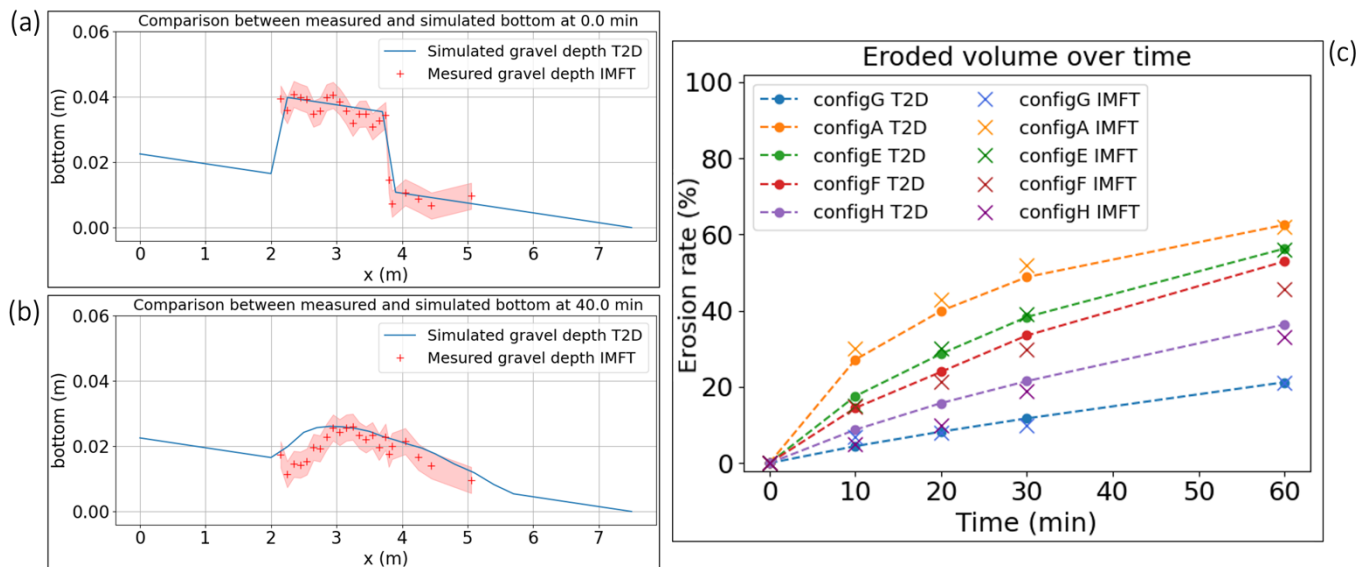 (a)
Comparison between measured and simulated bottom at 0.0 min
Simulated gravel depth T2D
Mesured gravel depth IMFT
bottom (m)
0.06
0.04
0.02
0.00
0 1 2 3 4 5 6 7
x (m)
(b)
Comparison between measured and simulated bottom at 40.0 min
Simulated gravel depth T2D
Mesured gravel depth IMFT
bottom (m)
0.06
0.04
0.02
0.00
0 1 2 3 4 5 6 7
x (m)
(c)
Eroded volume over time
configG T2D configG IMFT
configA T2D configA IMFT
configE T2D configE IMFT
configF T2D configF IMFT
configH T2D configH IMFT
Erosion rate (%)
100
80
60
40
20
0
0 10 20 30 40 50 60
Time (min)